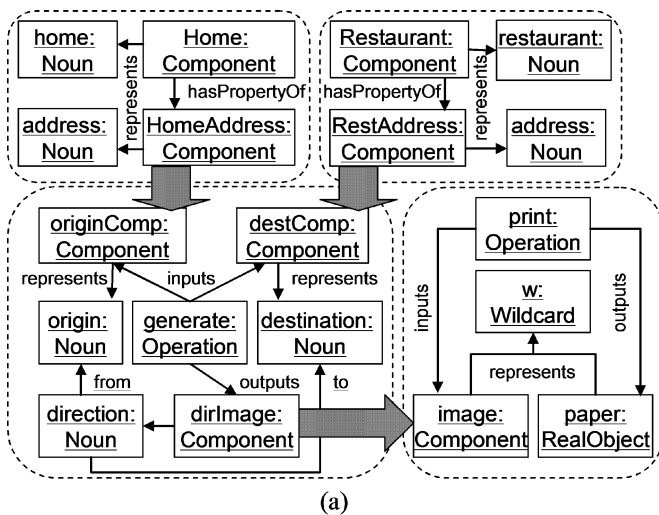 home:
Noun
Home:
Component
represents
hasPropertyOf
address:
Noun
HomeAddress:
Component
Restaurant:
Component
restaurant:
Noun
hasPropertyOf
represents
RestAddress:
Component
address:
Noun
originComp:
Component
destComp:
Component
represents
inputs
represents
origin:
Noun
generate:
Operation
destination:
Noun
from
outputs
to
direction:
Noun
dirImage:
Component
print:
Operation
inputs
w:
Wildcard
outputs
represents
image:
Component
paper:
RealObject
(a)